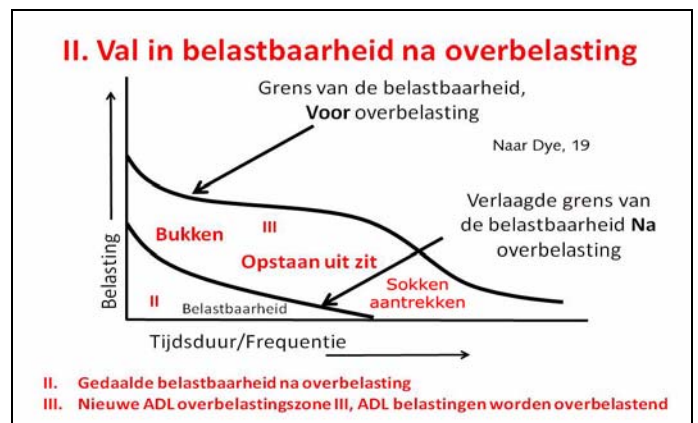 II. Val in belastbaarheid na overbelasting
Grens van de belastbaarheid,
Voor overbelasting
Naar Dye, 19
Verlaagde grens van
de belastbaarheid Na
overbelasting
Belasting
Bukken
III
Opstaan uit zit
Sokken
aantrekken
II
Belastbaarheid
Tijdsduur/Frequentie
II. Gedaalde belastbaarheid na overbelasting
III. Nieuwe ADL overbelastingszone III, ADL belastingen worden overbelastend